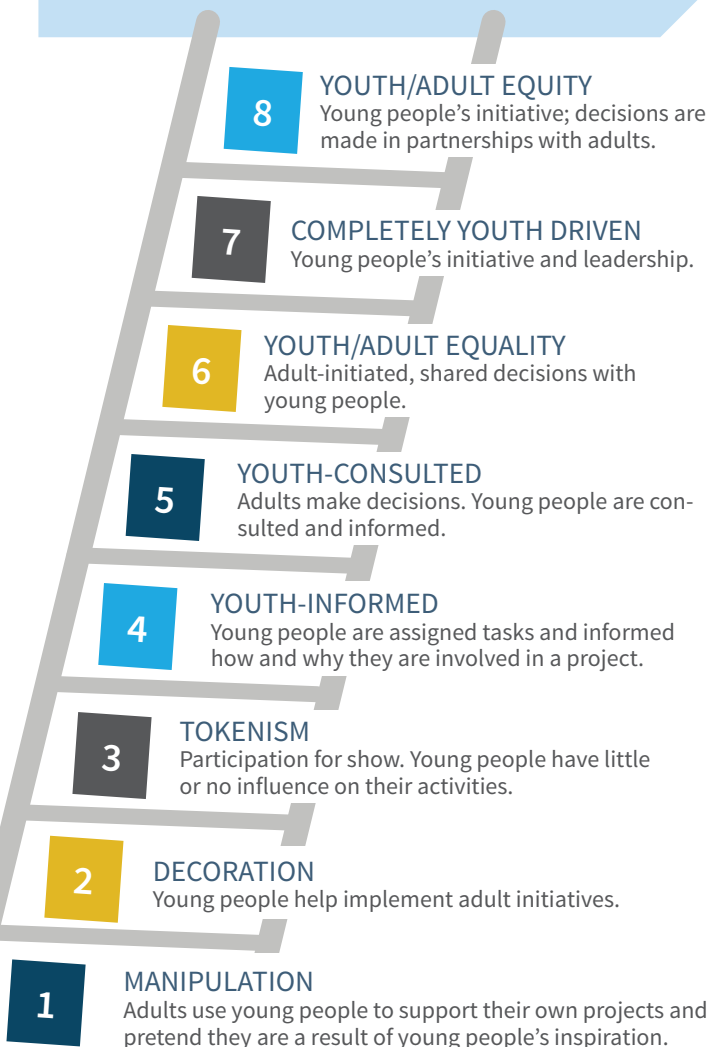 8
YOUTH/ADULT EQUITY
Young people’s initiative; decisions are
made in partnerships with adults.
7
COMPLETELY YOUTH DRIVEN
Young people’s initiative and leadership.
6
YOUTH/ADULT EQUALITY
Adult-initiated, shared decisions with
young people.
5
YOUTH-CONSULTED
Adults make decisions. Young people are con-
sulted and informed.
4
YOUTH-INFORMED
Young people are assigned tasks and informed
how and why they are involved in a project.
3
TOKENISM
Participation for show. Young people have little
or no influence on their activities.
2
DECORATION
Young people help implement adult initiatives.
1
MANIPULATION
Adults use young people to support their own projects and
pretend they are a result of young people’s inspiration.